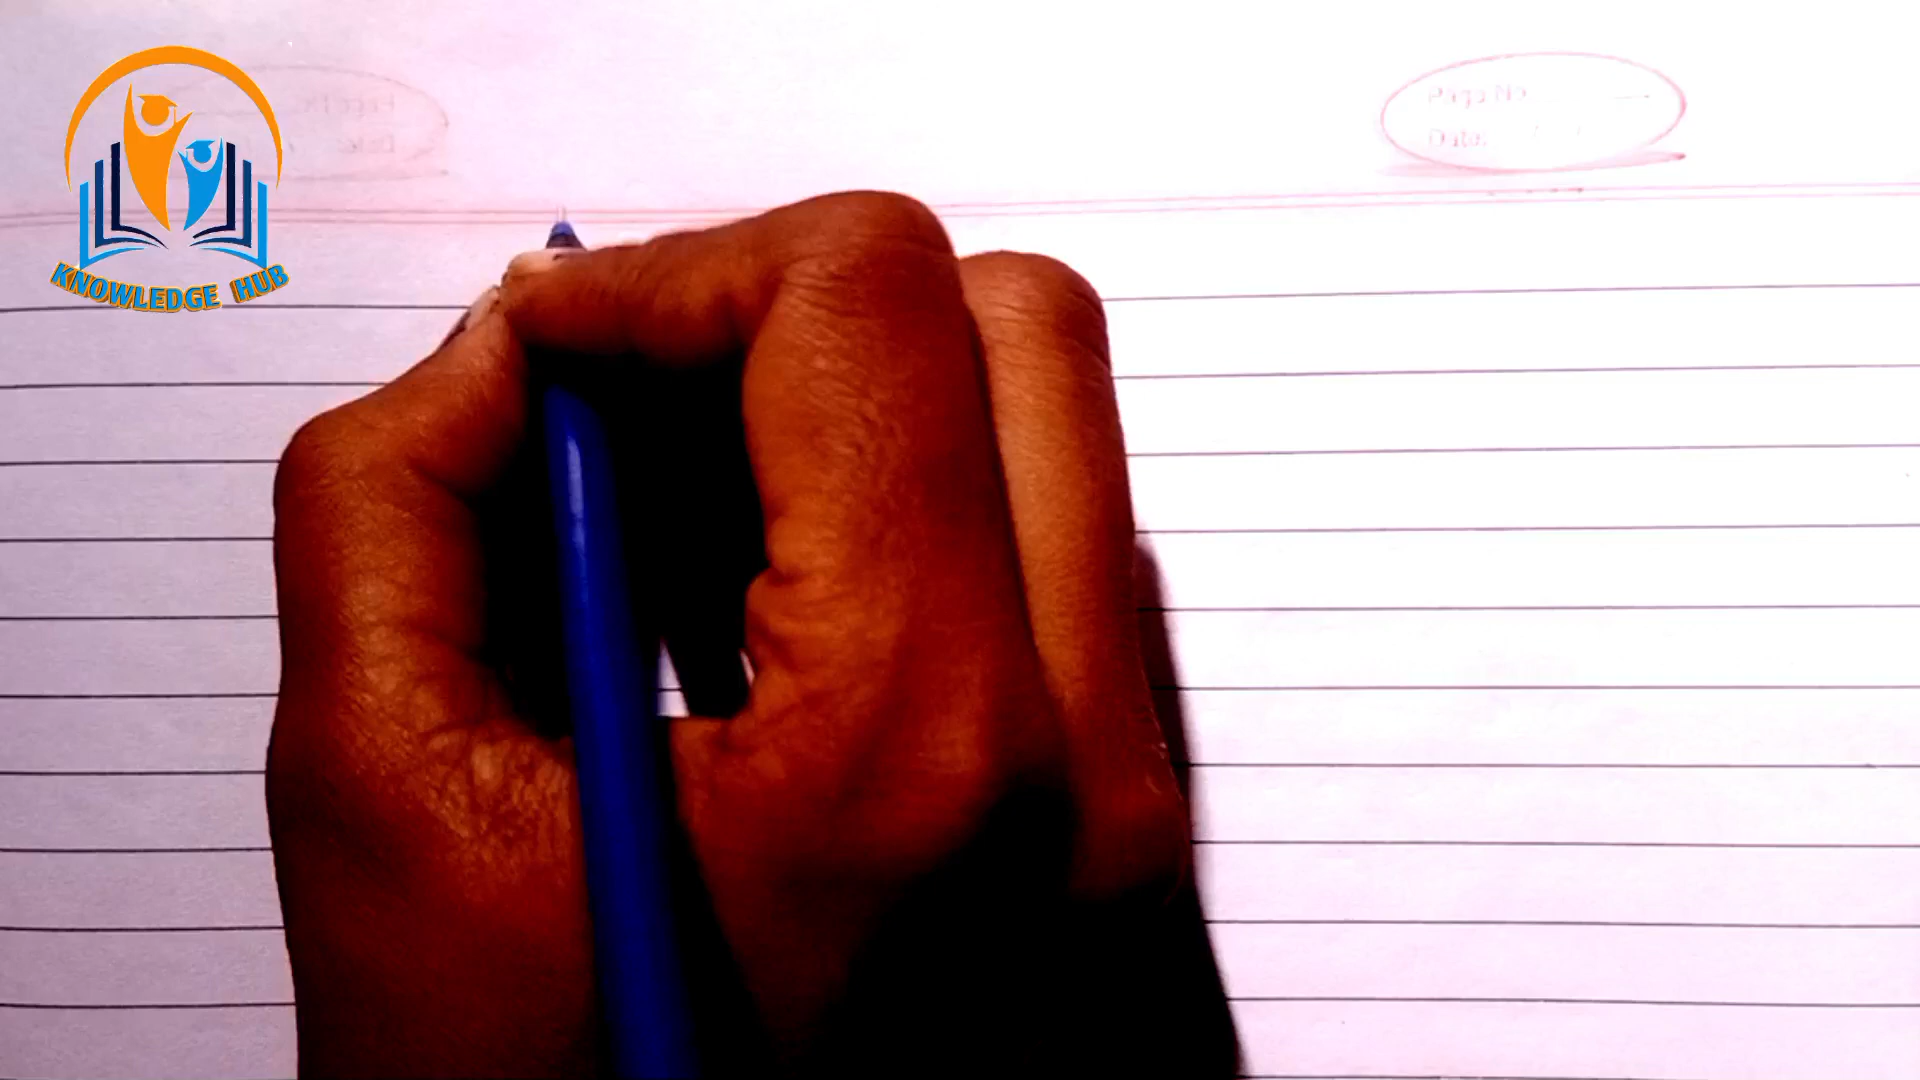 KNOWLEDGE HUB
Page No.
Date: / /